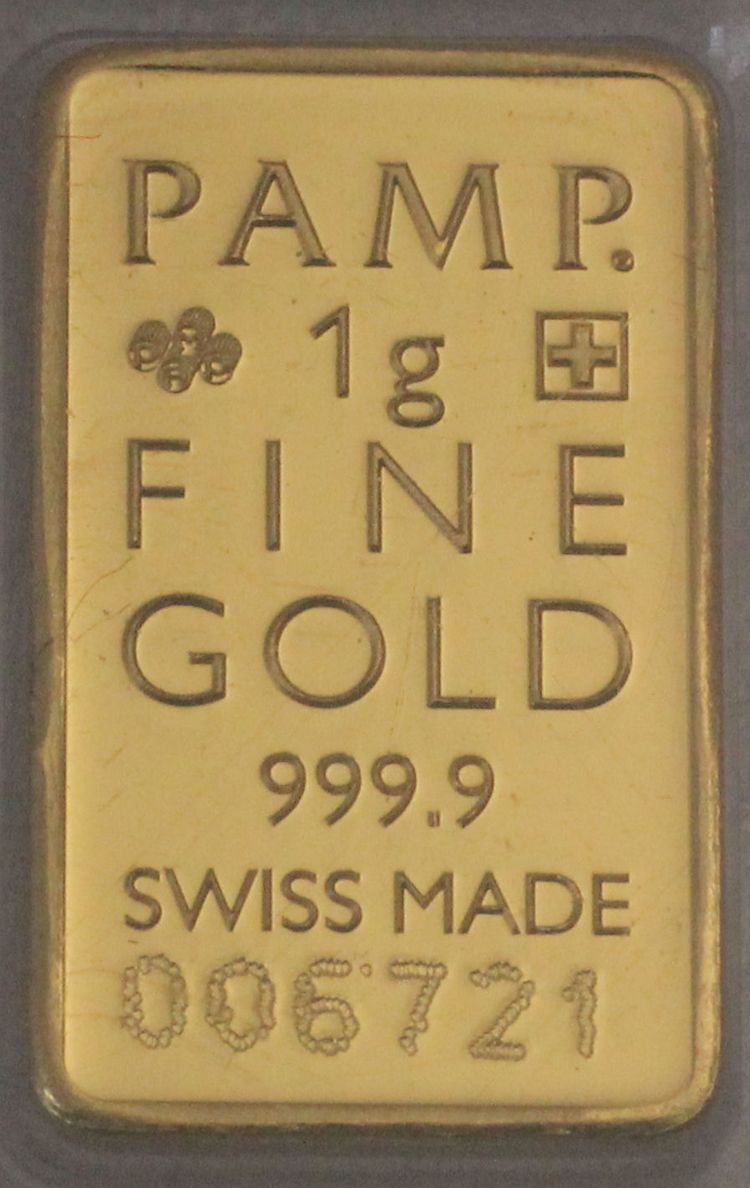 PAMP.
1g
FINE
GOLD
999.9
SWISS MADE
006721